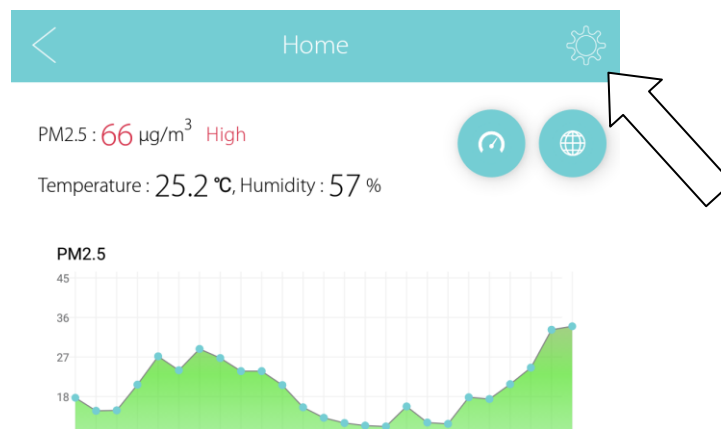 Home
PM2.5 : 66 µg/m³ High
Temperature : 25.2 ℃, Humidity : 57 %
PM2.5
45
36
27
18